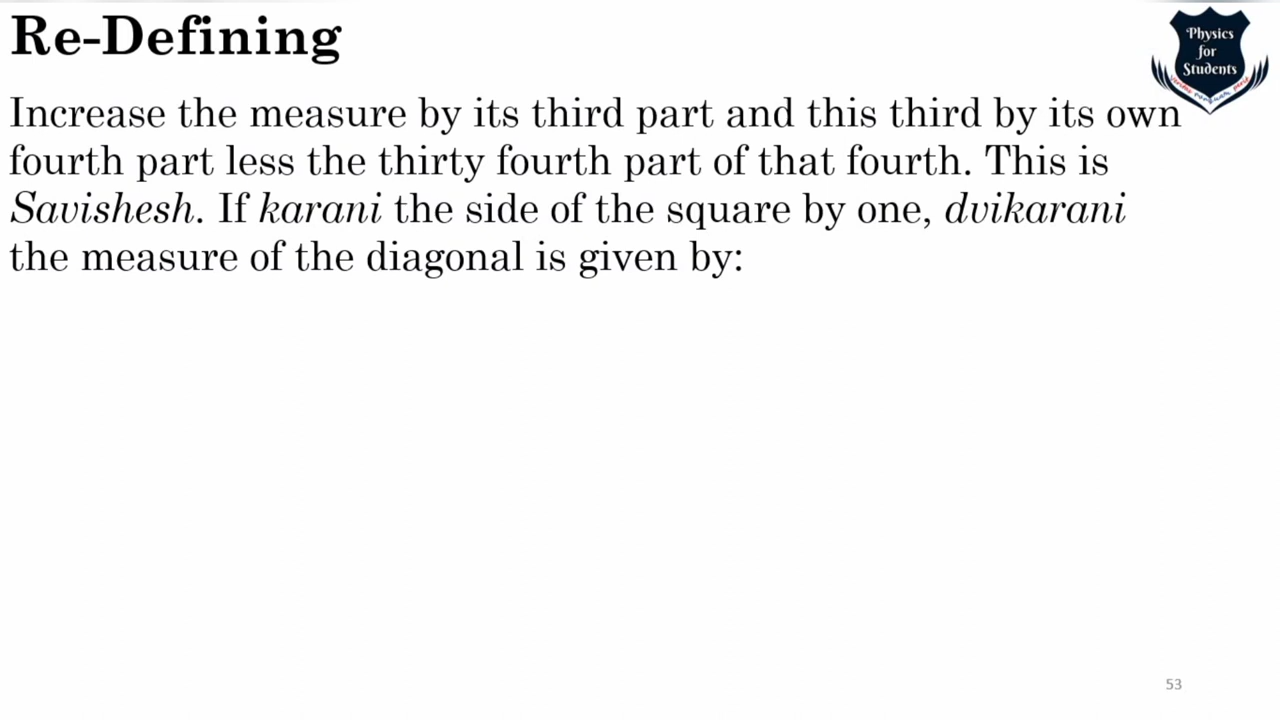 Re-Defining
Physics
for
Students
Increase the measure by its third part and this third by its own
fourth part less the thirty fourth part of that fourth. This is
Savishesh. If karani the side of the square by one, dvikarani
the measure of the diagonal is given by:
53